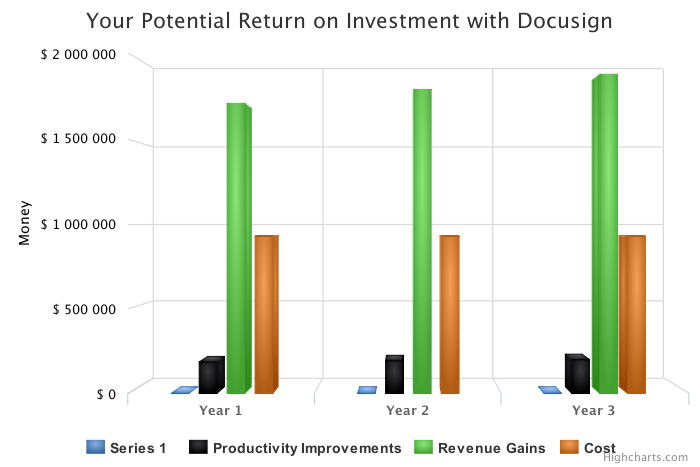 Your Potential Return on Investment with Docusign
$ 2 000 000
$ 1 500 000
$ 1 000 000
$ 500 000
$ 0
Money
Year 1
Year 2
Year 3
Series 1
Productivity Improvements
Revenue Gains
Cost
Highcharts.com